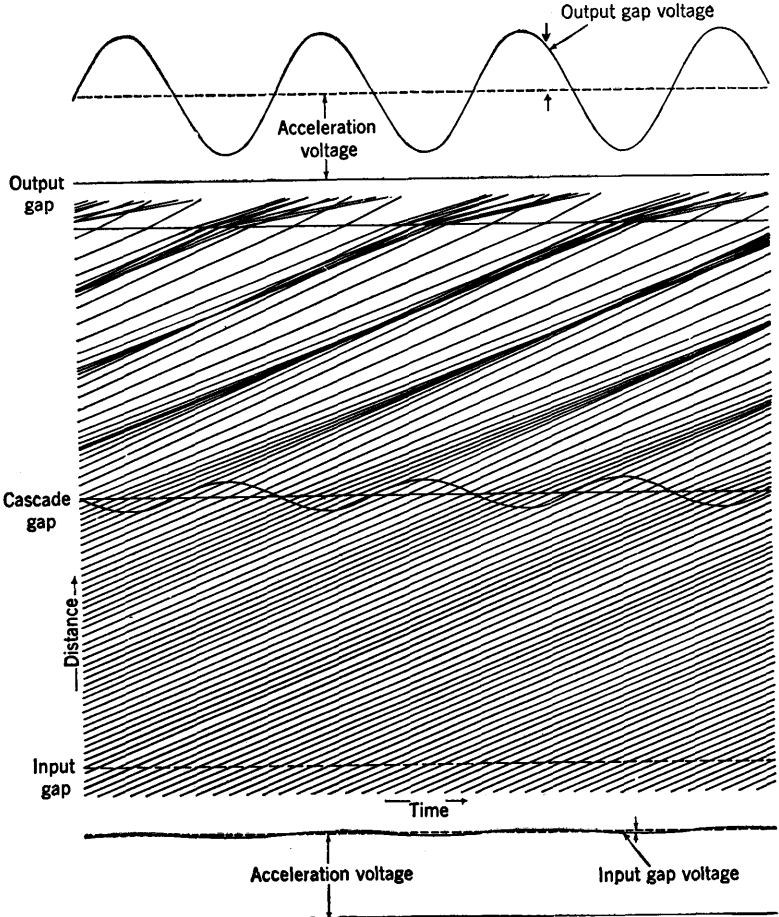 Output gap voltage
Acceleration
voltage
Output
gap
Cascade
gap
Distance
Input
gap
Time
Acceleration voltage
Input gap voltage